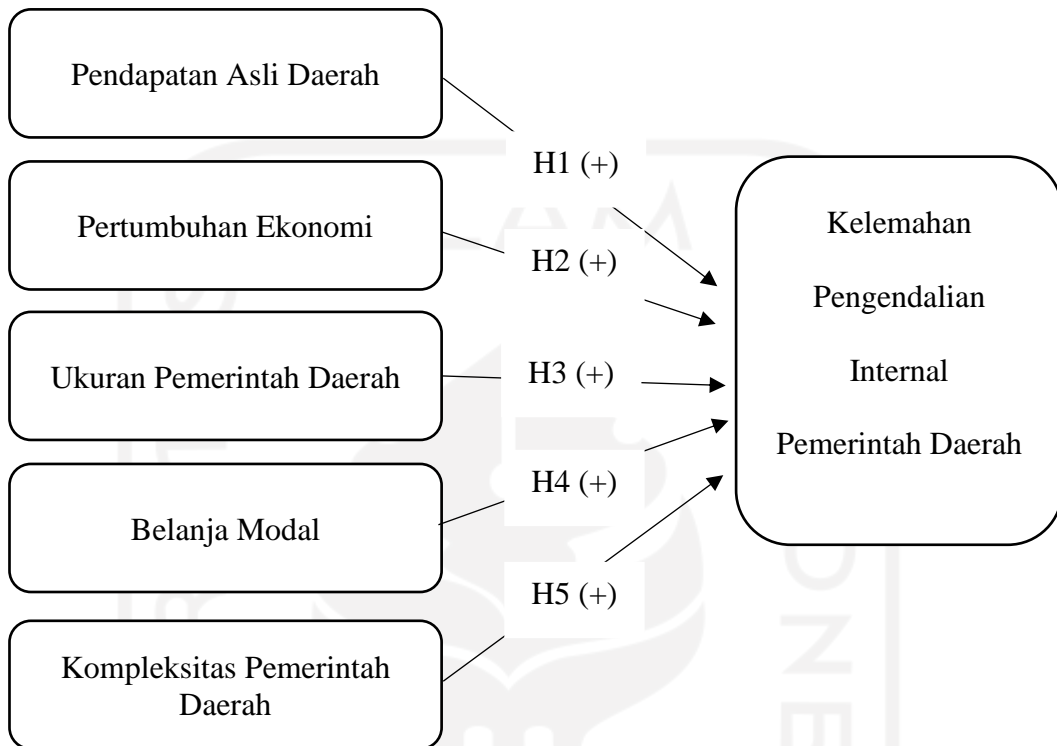 Pendapatan Asli Daerah
H1 (+)
Pertumbuhan Ekonomi
H2 (+)
Ukuran Pemerintah Daerah
H3 (+)
Belanja Modal
H4 (+)
Kompleksitas Pemerintah
Daerah
H5 (+)
Kelemahan
Pengendalian
Internal
Pemerintah Daerah